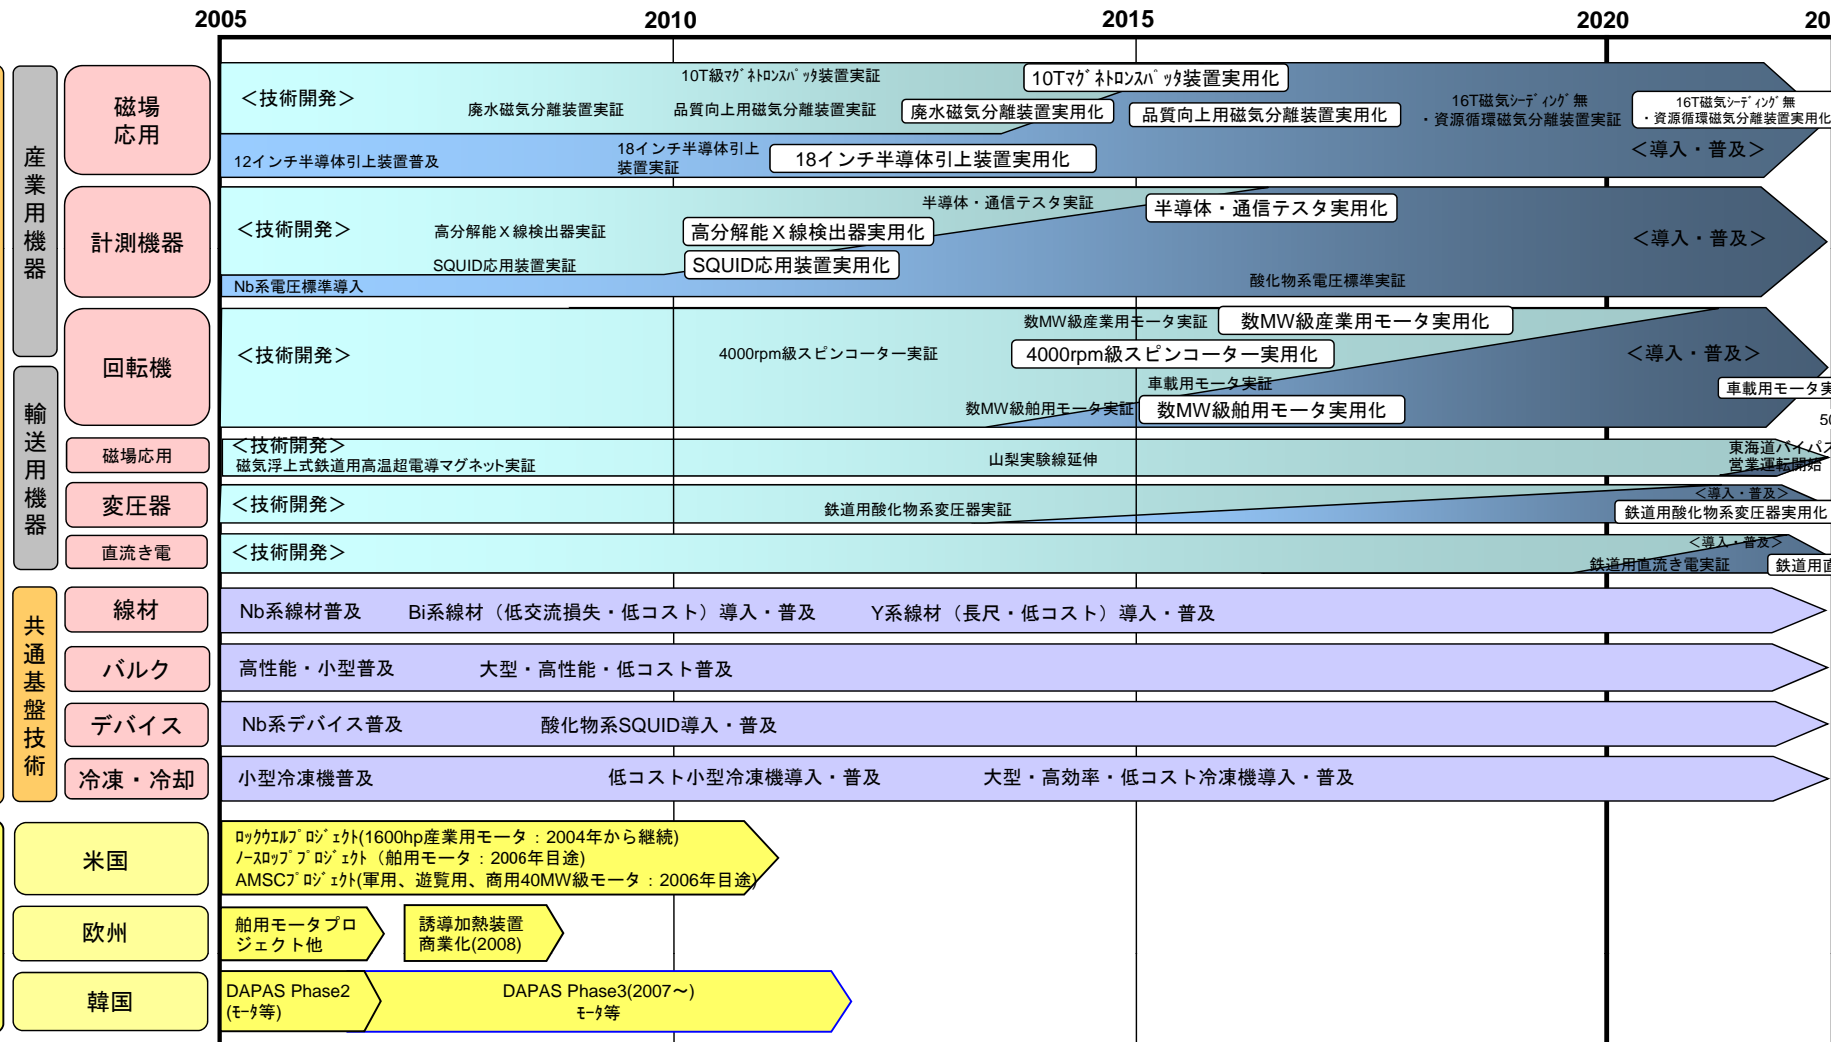 2005
2010
2015
2020
20
産業用機器
輸送用機器
共通基盤技術
磁場
応用
＜技術開発＞
10T級ﾏｸﾞﾈﾄﾛﾝｽﾊﾟｯﾀ装置実証
10Tﾏｸﾞﾈﾄﾛﾝｽﾊﾟｯﾀ装置実用化
廃水磁気分離装置実証
品質向上用磁気分離装置実証
廃水磁気分離装置実用化
品質向上用磁気分離装置実用化
16T磁気ｼｰﾃﾞｨﾝｸﾞ無
・資源循環磁気分離装置実証
16T磁気ｼｰﾃﾞｨﾝｸﾞ無
・資源循環磁気分離装置実用化
12インチ半導体引上装置普及
18インチ半導体引上
装置実証
18インチ半導体引上装置実用化
＜導入・普及＞
計測機器
＜技術開発＞
半導体・通信テスタ実証
半導体・通信テスタ実用化
高分解能Ｘ線検出器実証
高分解能Ｘ線検出器実用化
＜導入・普及＞
SQUID応用装置実証
SQUID応用装置実用化
Nb系電圧標準導入
酸化物系電圧標準実証
回転機
＜技術開発＞
数MW級産業用モータ実証
数MW級産業用モータ実用化
4000rpm級スピンコーター実証
4000rpm級スピンコーター実用化
＜導入・普及＞
車載用モータ実証
車載用モータ実
数MW級舶用モータ実証
数MW級舶用モータ実用化
50
磁場応用
＜技術開発＞
磁気浮上式鉄道用高温超電導マグネット実証
山梨実験線延伸
東海道バイパス
営業運転開始
変圧器
＜技術開発＞
鉄道用酸化物系変圧器実証
＜導入・普及＞
鉄道用酸化物系変圧器実用化
直流き電
＜技術開発＞
＜導入・普及＞
鉄道用直流き電実証
鉄道用直
線材
Nb系線材普及
Bi系線材（低交流損失・低コスト）導入・普及
Y系線材（長尺・低コスト）導入・普及
バルク
高性能・小型普及
大型・高性能・低コスト普及
デバイス
Nb系デバイス普及
酸化物系SQUID導入・普及
冷凍・冷却
小型冷凍機普及
低コスト小型冷凍機導入・普及
大型・高効率・低コスト冷凍機導入・普及
米国
ﾛｯｸｳｴﾙﾌﾟﾛｼﾞｪｸﾄ(1600hp産業用モータ：2004年から継続)
ﾉｰｽﾛｯﾌﾟﾌﾟﾛｼﾞｪｸﾄ（舶用モータ：2006年目途)
AMSCﾌﾟﾛｼﾞｪｸﾄ(軍用、遊覧用、商用40MW級モータ：2006年目途)
欧州
舶用モータプロ
ジェクト他
誘導加熱装置
商業化(2008)
韓国
DAPAS Phase2
(ﾓｰﾀ等)
DAPAS Phase3(2007～)
ﾓｰﾀ等